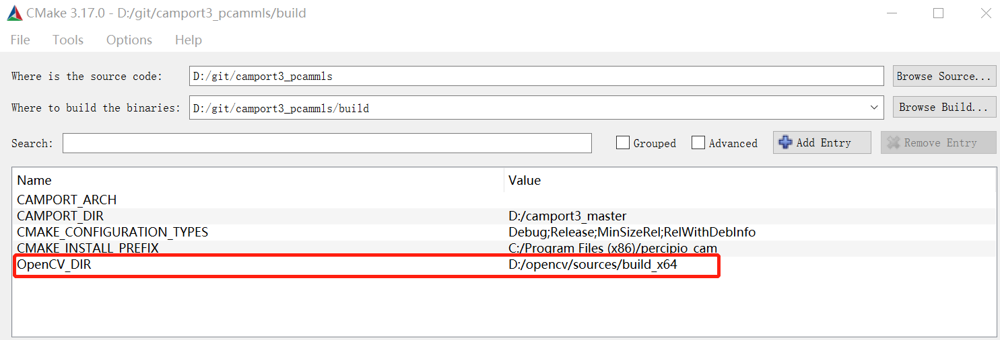 CMake 3.17.0 - D:/git/camport3_pcammls/build
File Tools Options Help
Where is the source code: D:/git/camport3_pcammls Browse Source...
Where to build the binaries: D:/git/camport3_pcammls/build Browse Build...
Search: Grouped Advanced Add Entry Remove Entry
Name Value
CAMPORT_ARCH
CAMPORT_DIR D:/camport3_master
CMAKE_CONFIGURATION_TYPES Debug;Release;MinSizeRel;RelWithDebInfo
CMAKE_INSTALL_PREFIX C:/Program Files (x86)/percipio_cam
OpenCV_DIR D:/opencv/sources/build_x64